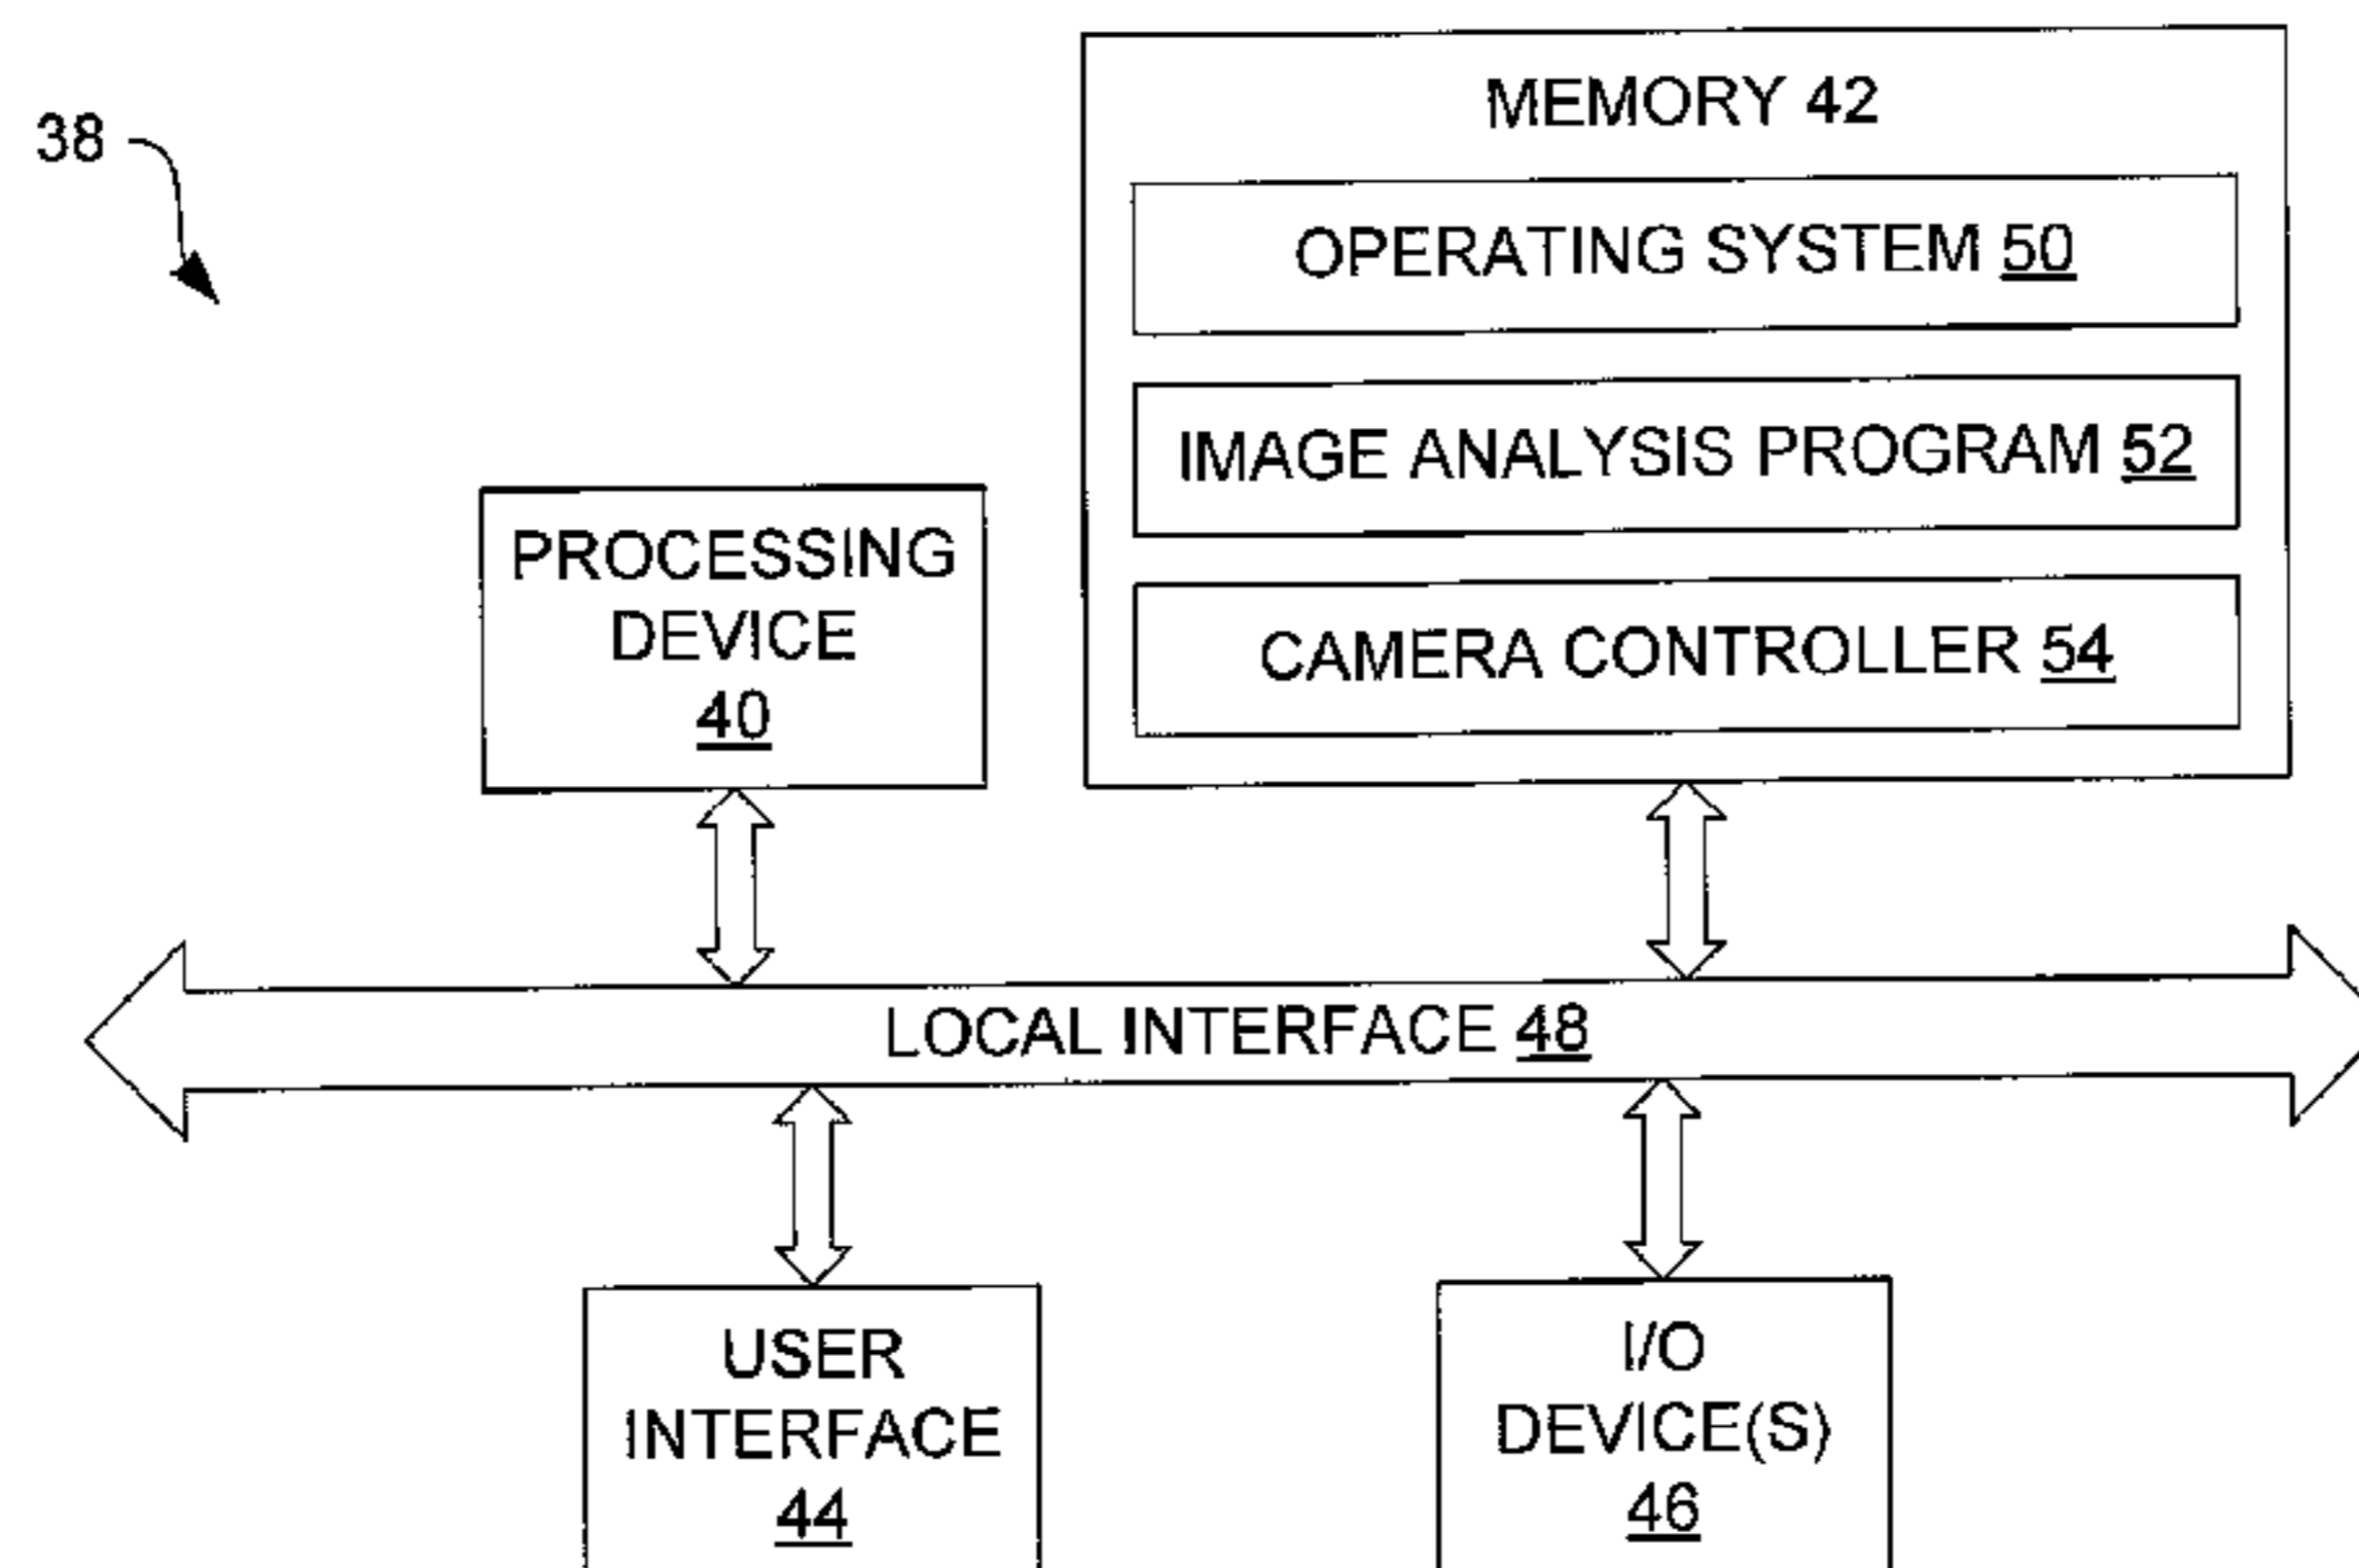 38
MEMORY 42
OPERATING SYSTEM 50
IMAGE ANALYSIS PROGRAM 52
CAMERA CONTROLLER 54
PROCESSING
DEVICE
40
LOCAL INTERFACE 48
USER
INTERFACE
44
I/O
DEVICE(S)
46